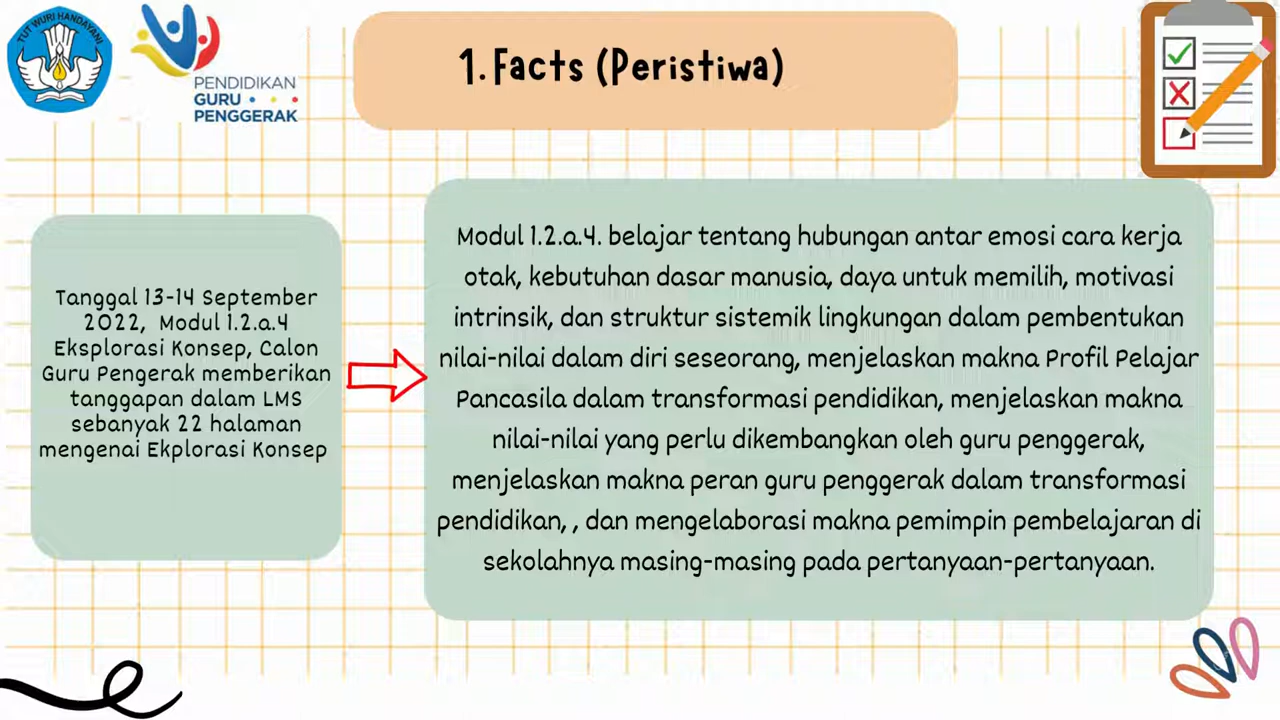 TUT WURI HANDAYANI
PENDIDIKAN
GURU
PENGGERAK
1. Facts (Peristiwa)
Tanggal 13-14 September
2022, Modul 1.2.a.4
Eksplorasi Konsep, Calon
Guru Pengerak memberikan
tanggapan dalam LMS
sebanyak 22 halaman
mengenai Ekplorasi Konsep
Modul 1.2.a.4. belajar tentang hubungan antar emosi cara kerja
otak, kebutuhan dasar manusia, daya untuk memilih, motivasi
intrinsik, dan struktur sistemik lingkungan dalam pembentukan
nilai-nilai dalam diri seseorang, menjelaskan makna Profil Pelajar
Pancasila dalam transformasi pendidikan, menjelaskan makna
nilai-nilai yang perlu dikembangkan oleh guru penggerak,
menjelaskan makna peran guru penggerak dalam transformasi
pendidikan, , dan mengelaborasi makna pemimpin pembelajaran di
sekolahnya masing-masing pada pertanyaan-pertanyaan.